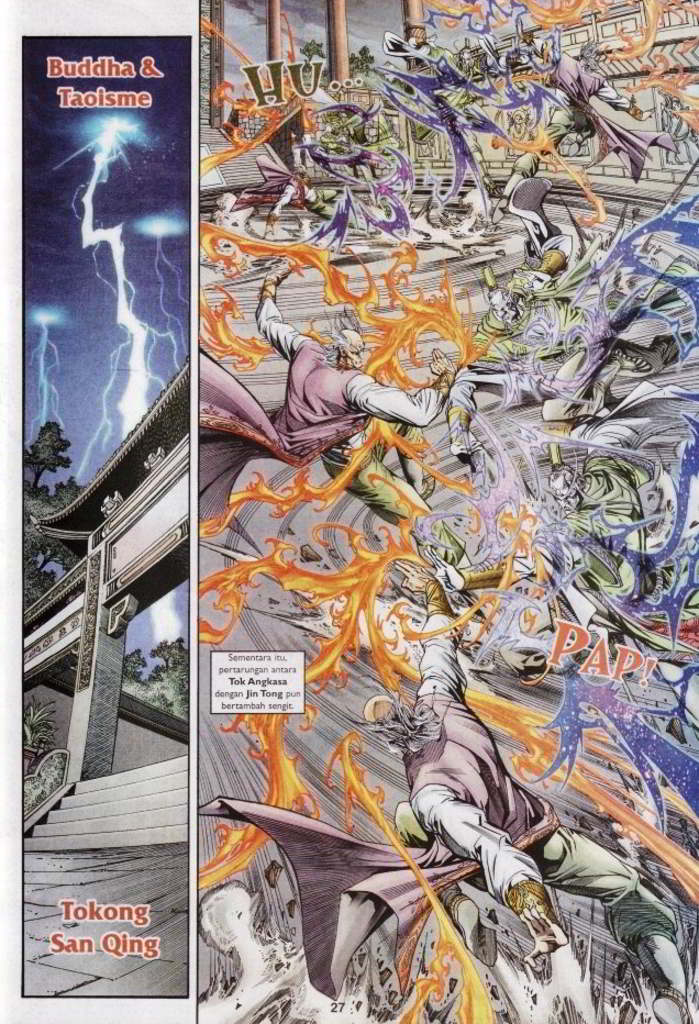 Buddha &
Taoisme
HU...
Sementara itu,
pertarungan antara
Tok Angkasa
dengan Jin Tong pun
bertambah sengit.
PAP!
Tokong
San Qing
27